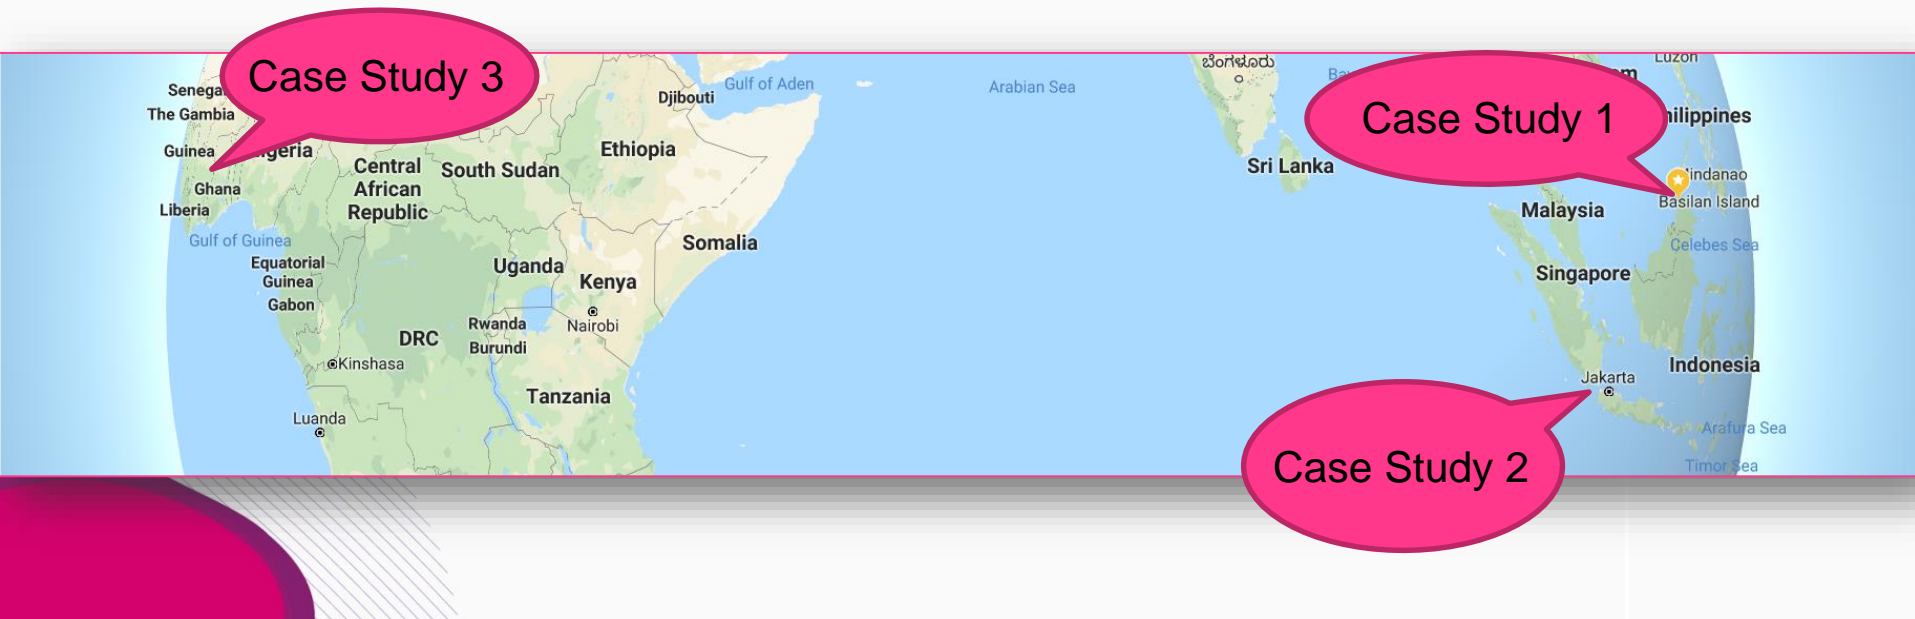 Case Study 3
Case Study 1
Case Study 2
Senega
The Gambia
Guinea
geria
Ghana
Liberia
Gulf of Guinea
Equatorial
Guinea
Gabon
Central
African
Republic
South Sudan
Ethiopia
Djibouti
Gulf of Aden
Somalia
Uganda
Kenya
Nairobi
Rwanda
Burundi
DRC
Kinshasa
Tanzania
Luanda
Arabian Sea
ಬೆಂಗಳೂರು
Sri Lanka
Luzon
hilippines
indanao
Basilan Island
Malaysia
Celebes Sea
Singapore
Indonesia
Jakarta
Arafura Sea
Timor Sea